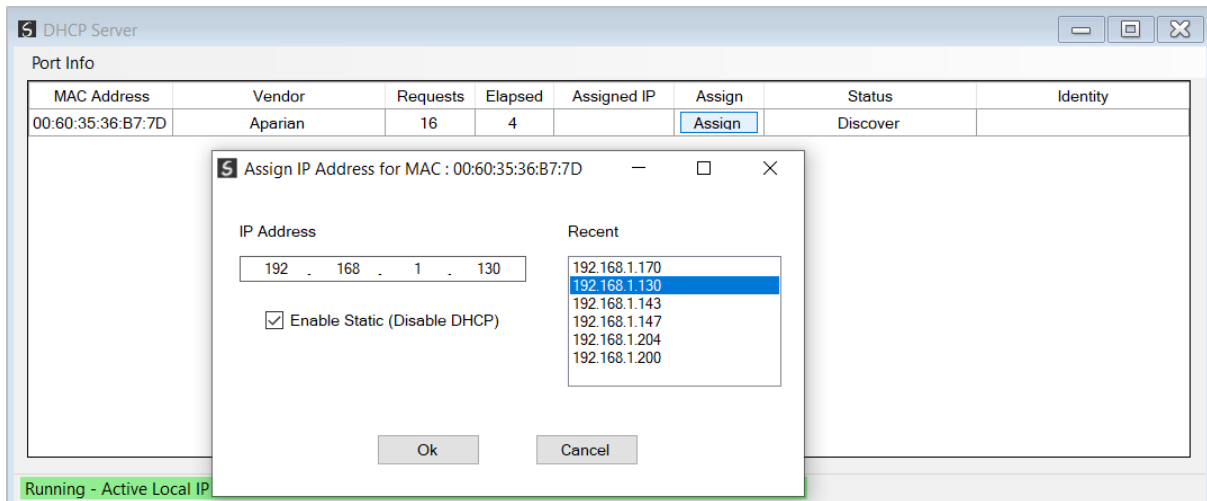 DHCP Server
Port Info
MAC Address Vendor Requests Elapsed Assigned IP Assign Status Identity
00:60:35:36:B7:7D Aparian 16 4 Assign Discover
Assign IP Address for MAC : 00:60:35:36:B7:7D
IP Address Recent
192 . 168 . 1 . 130
192.168.1.170
192.168.1.130
192.168.1.143
Enable Static (Disable DHCP)
192.168.1.147
192.168.1.204
192.168.1.200
Ok Cancel
Running - Active Local IP